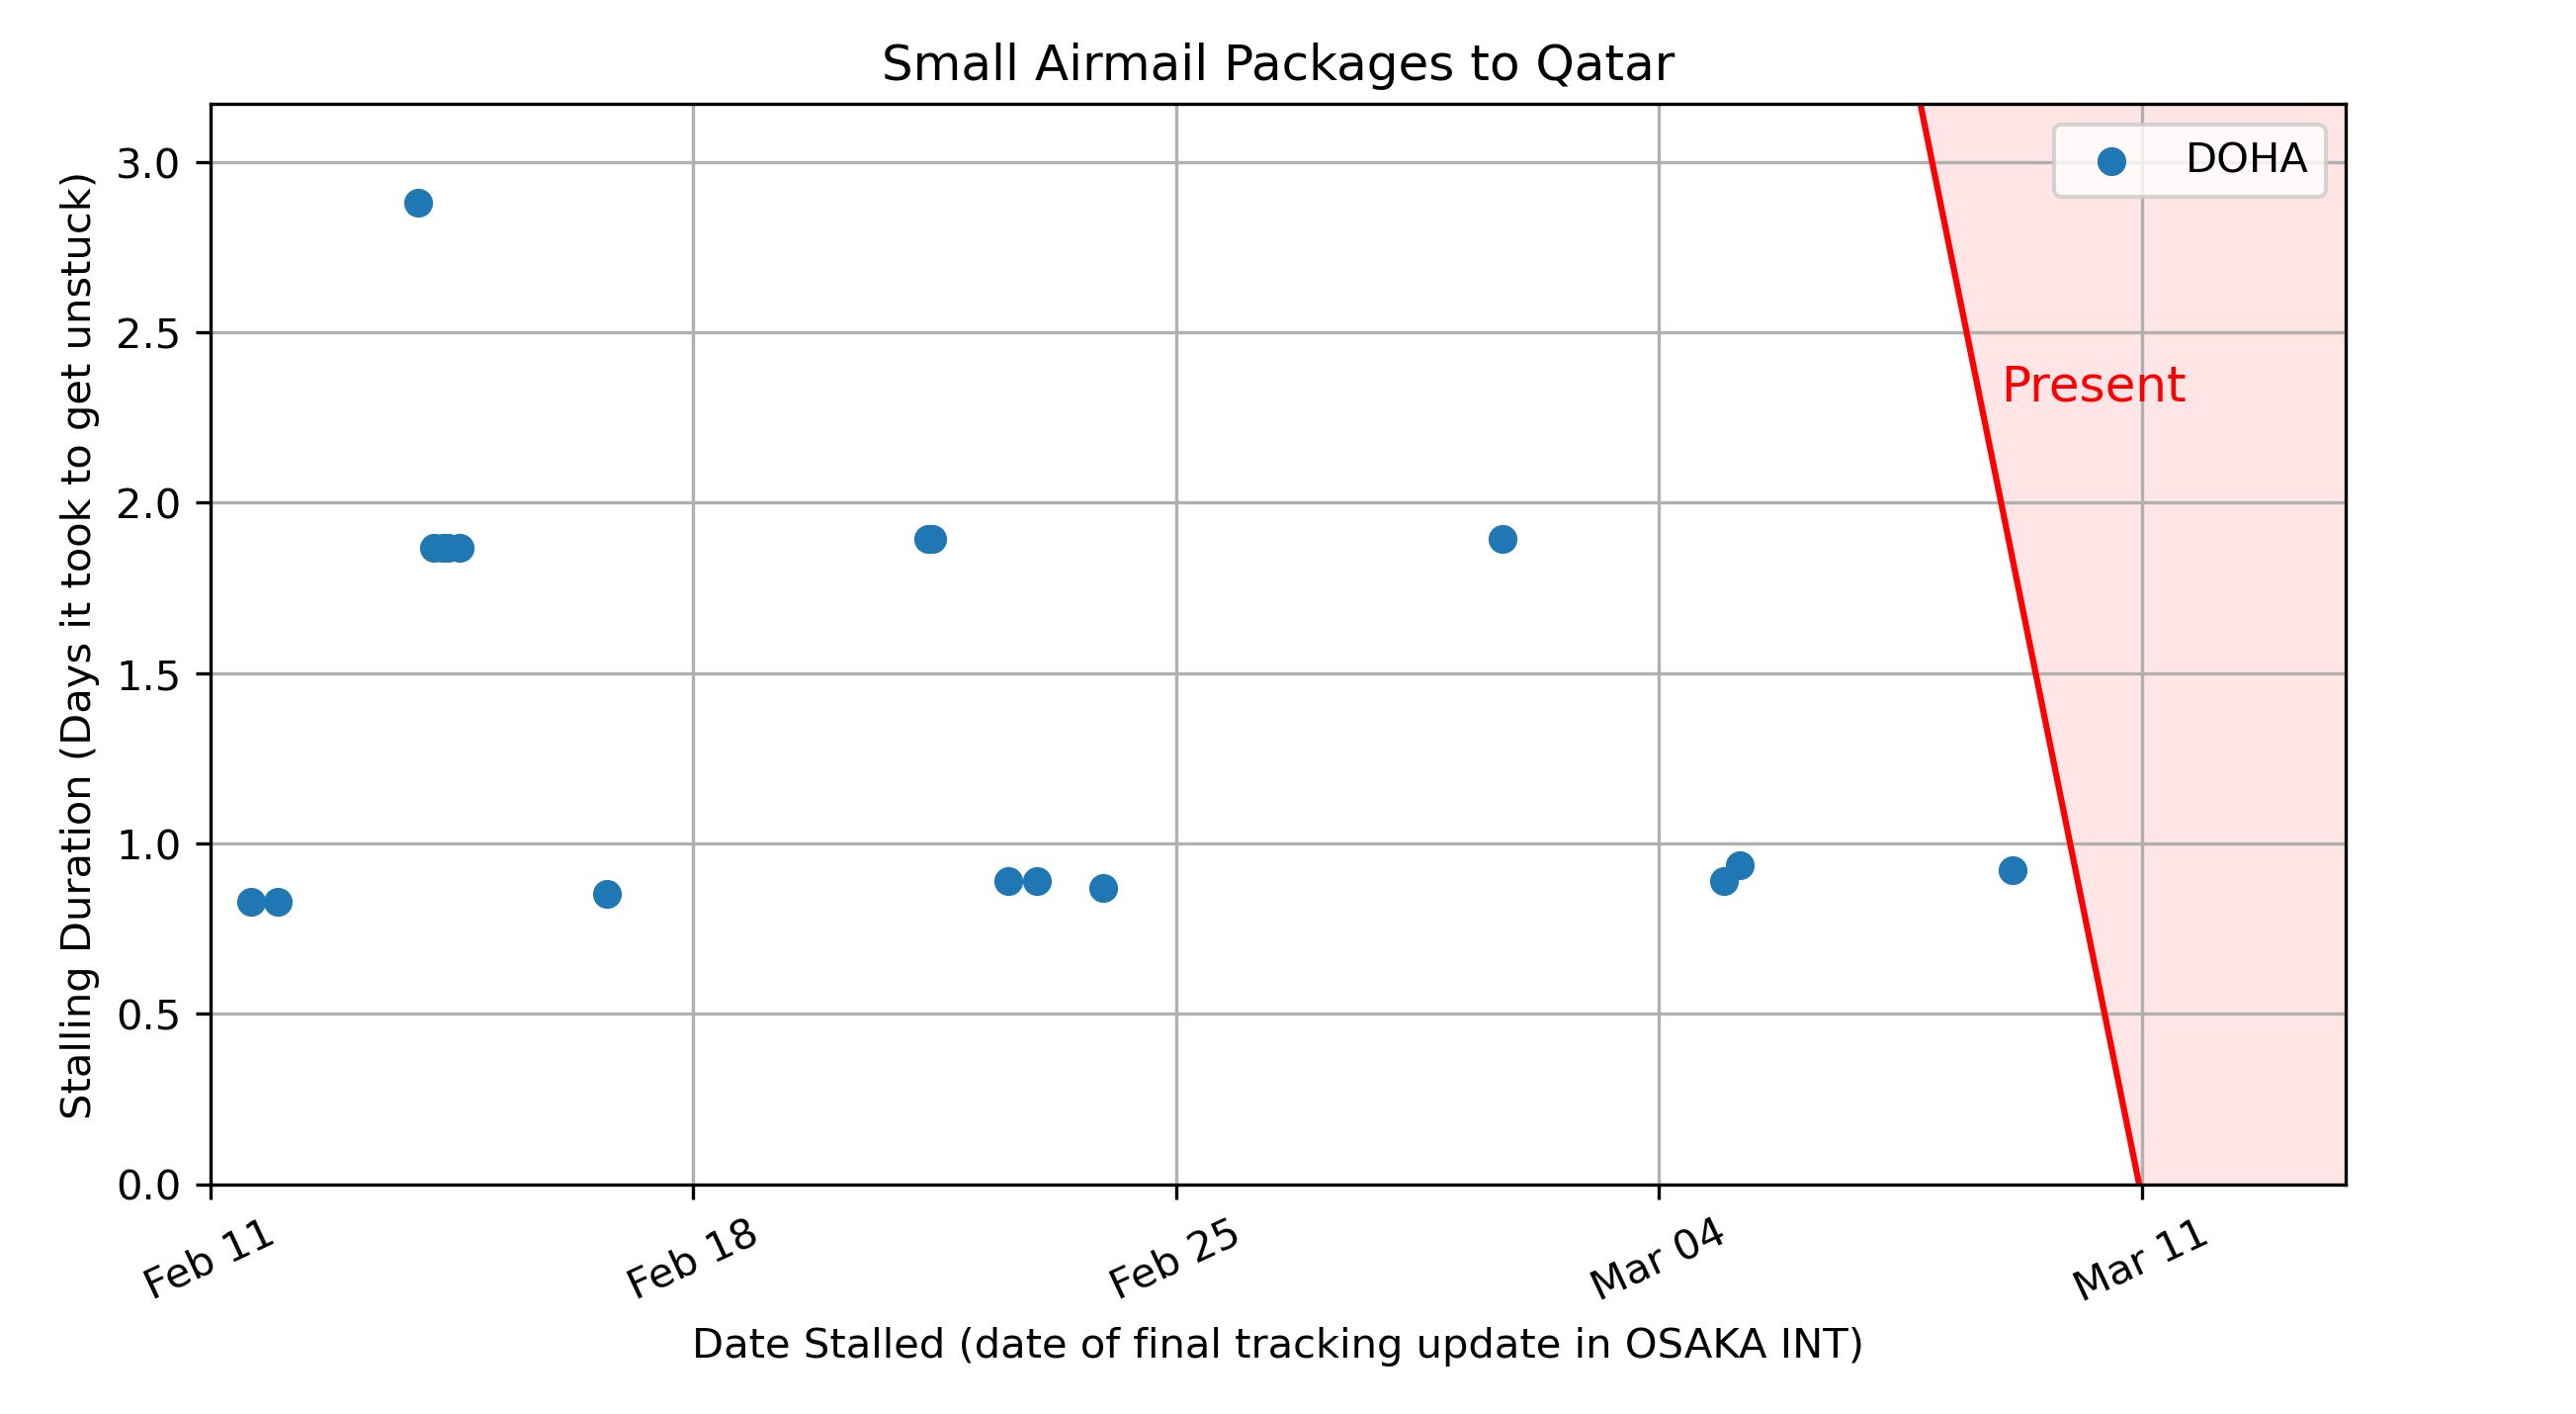 Small Airmail Packages to Qatar
DOHA
Present
Stalling Duration (Days it took to get unstuck)
3.0
2.5
2.0
1.5
1.0
0.5
0.0
Feb 11
Feb 18
Feb 25
Mar 04
Mar 11
Date Stalled (date of final tracking update in OSAKA INT)